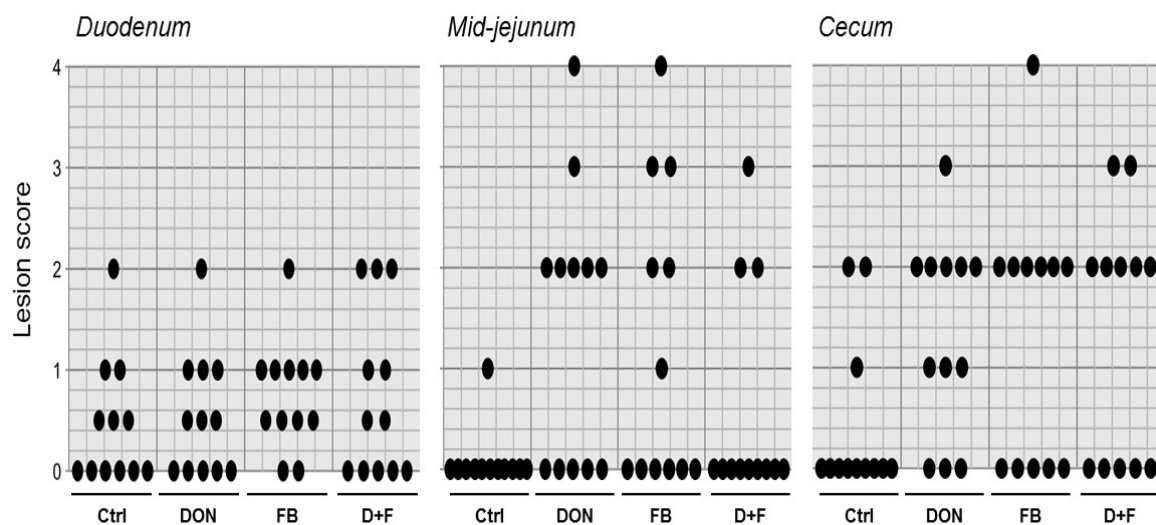 Duodenum Mid-jejunum Cecum
4
3
2
1
0
Lesion score
Ctrl DON FB D+F Ctrl DON FB D+F Ctrl DON FB D+F